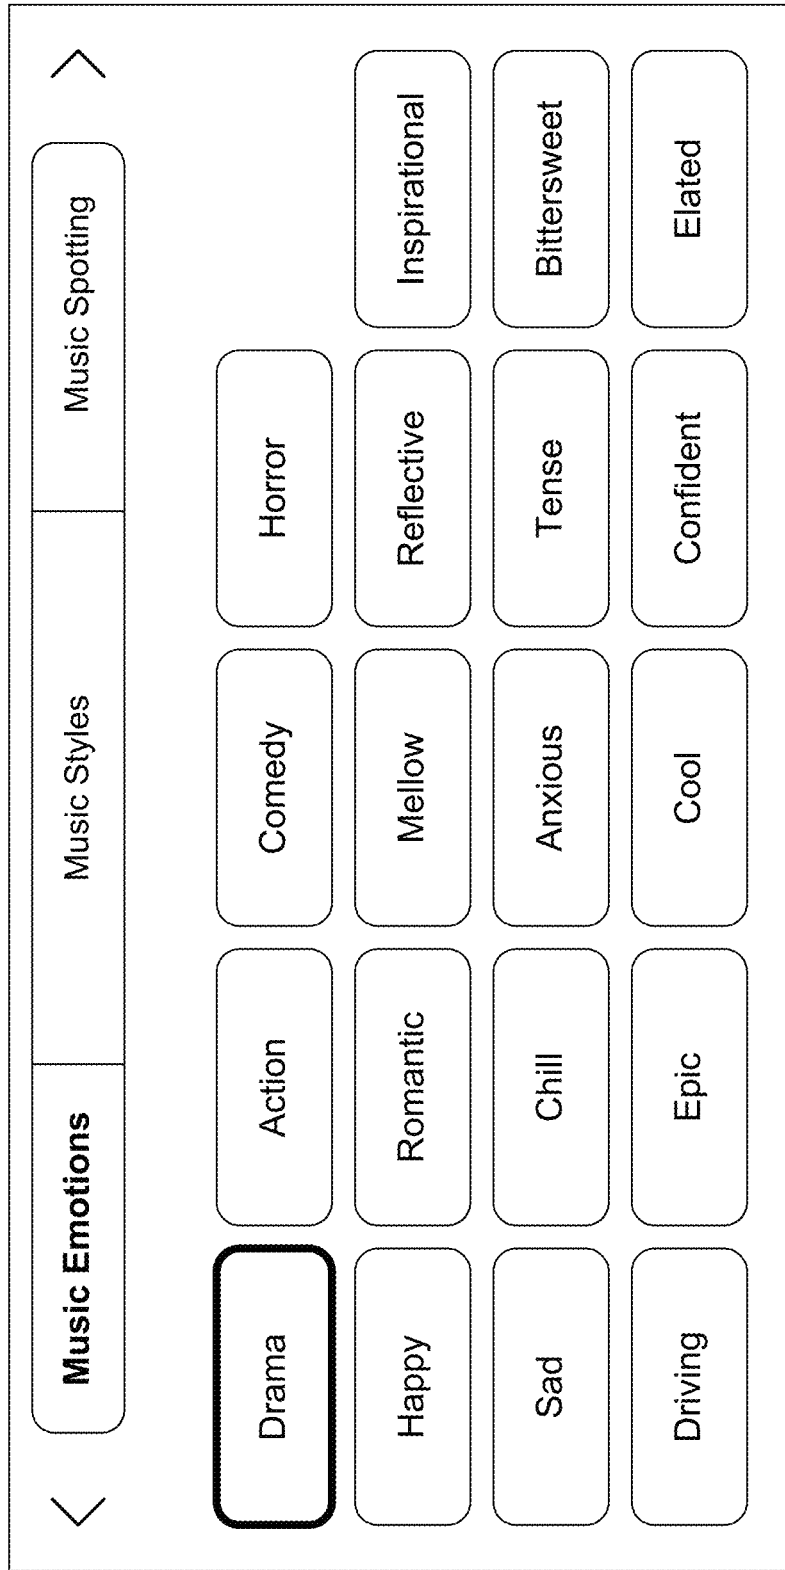 Music Emotions Music Styles Music Spotting
Drama Action Comedy Horror
Happy Romantic Mellow Reflective Inspirational
Sad Chill Anxious Tense Bittersweet
Driving Epic Cool Confident Elated